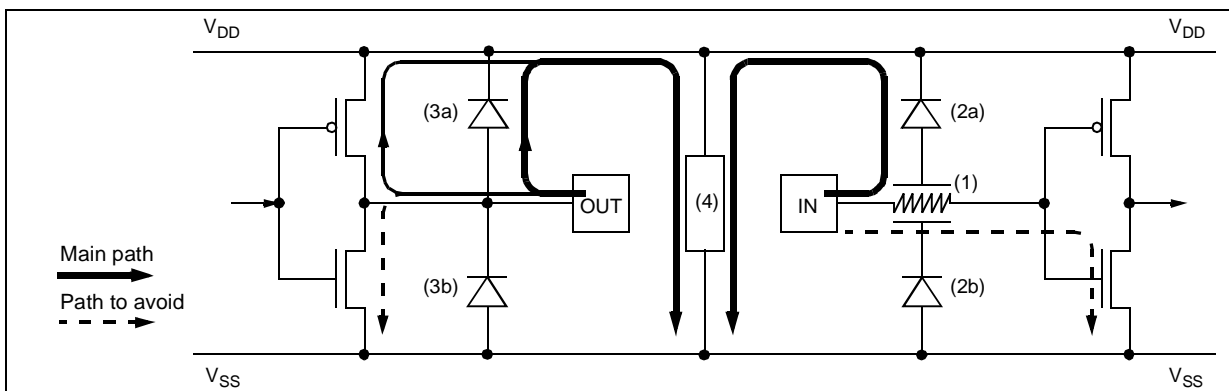 VDD
VDD
(3a)
(2a)
(1)
OUT
(4)
IN
Main path
(3b)
(2b)
Path to avoid
VSS
VSS